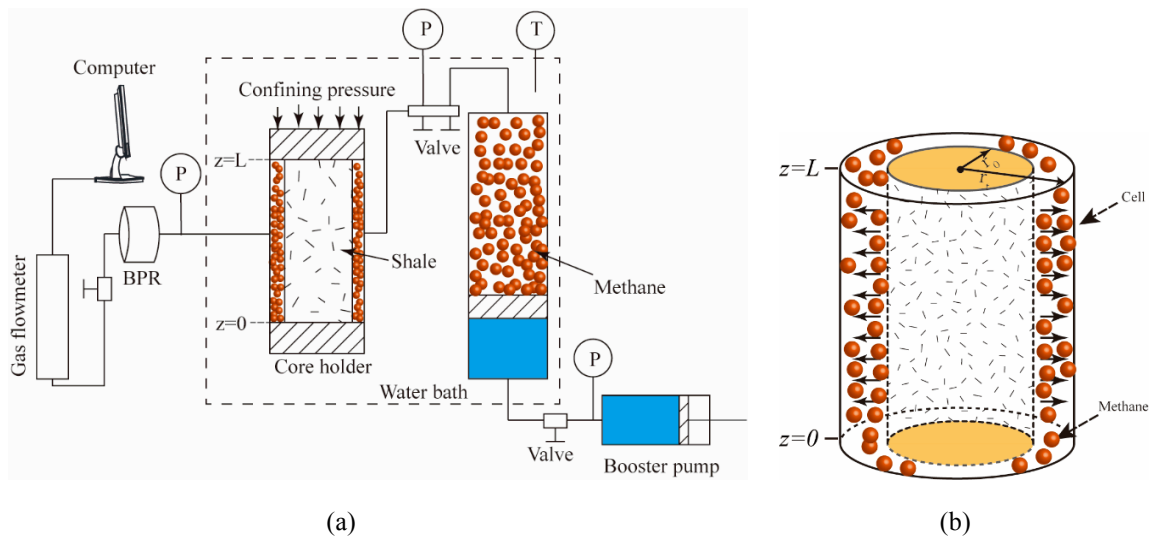 P
T
Computer
Confining pressure
Valve
z=L
P
BPR
Shale
Methane
Gas flowmeter
z=0
Core holder
Water bath
P
Valve
Booster pump
(a)
z=L
r₀
Cell
Methane
z=0
(b)